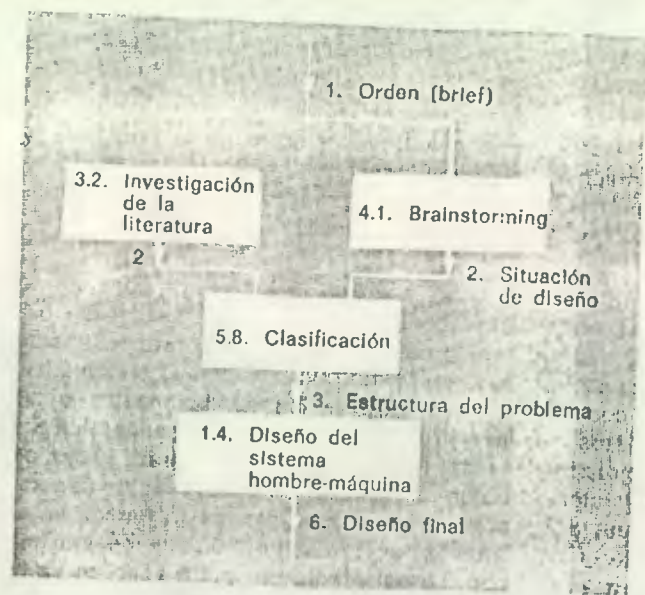 1. Orden (brief)
3.2. Investigación
de la
literatura
4.1. Brainstorming
2
2. Situación
de diseño
5.8. Clasificación
3. Estructura del problema
1.4. Diseño del
sistema
hombre-máquina
6. Diseño final